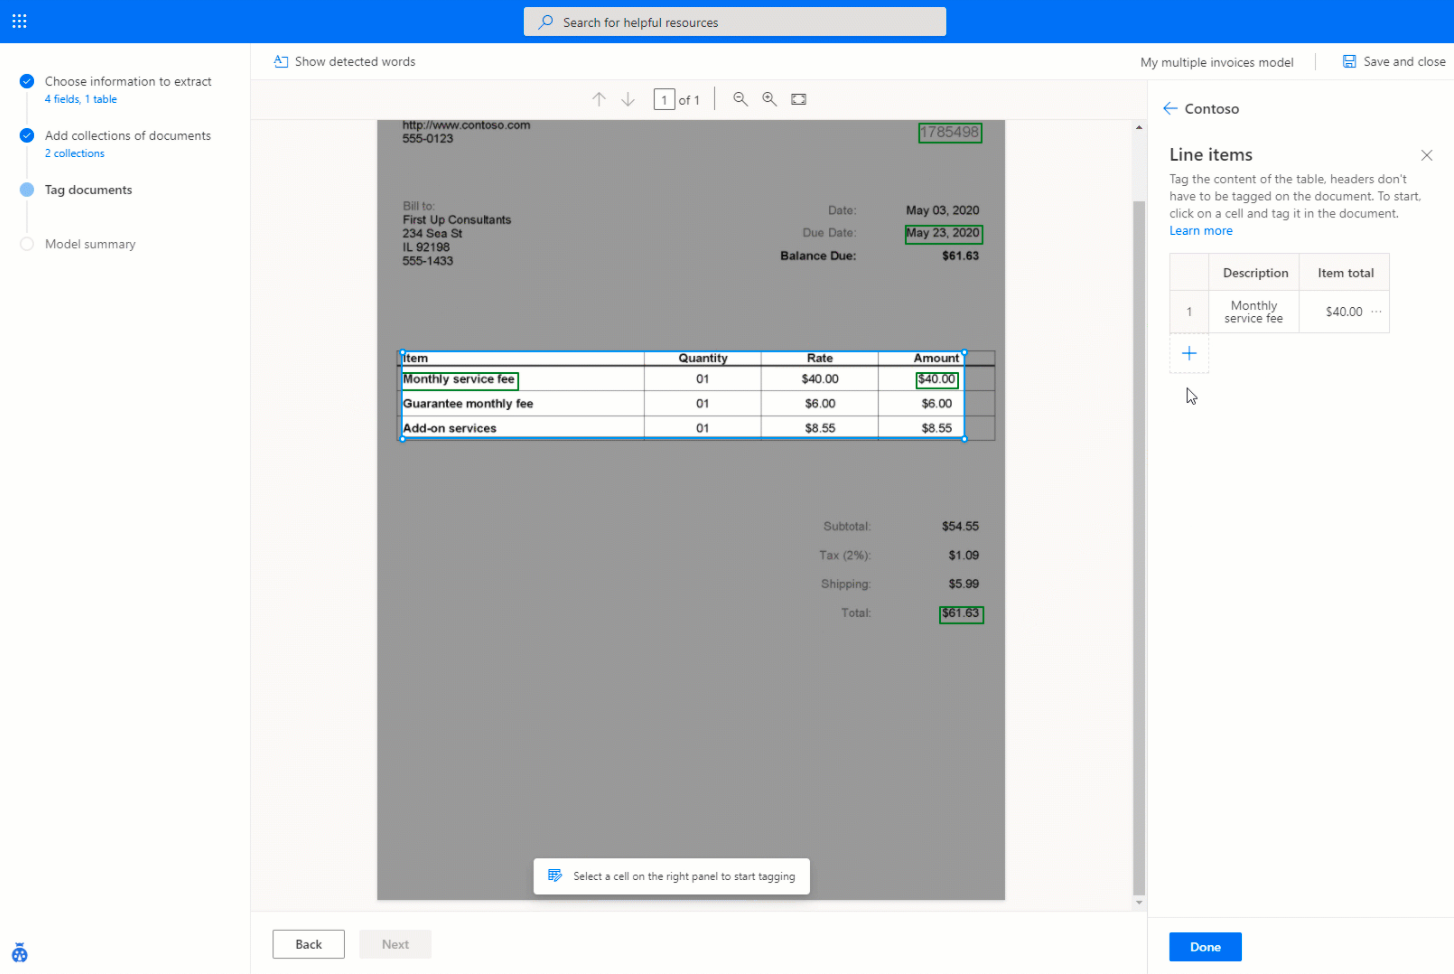 Search for helpful resources
Choose information to extract
4 fields, 1 table
Add collections of documents
2 collections
Tag documents
Model summary
Show detected words
My multiple invoices model
Save and close
1 of 1
http://www.contoso.com
555-0123
1785498
Bill to:
First Up Consultants
234 Sea St
IL 92198
555-1433
Date: May 03, 2020
Due Date: May 23, 2020
Balance Due: $61.63
Item Quantity Rate Amount
Monthly service fee 01 $40.00 $40.00
Guarantee monthly fee 01 $6.00 $6.00
Add-on services 01 $8.55 $8.55
Subtotal: $54.55
Tax (2%): $1.09
Shipping: $5.99
Total: $61.63
Select a cell on the right panel to start tagging
Back
Next
Contoso
Line items
Tag the content of the table, headers don't
have to be tagged on the document. To start,
click on a cell and tag it in the document.
Learn more
Description Item total
1 Monthly service fee $40.00 ...
Done